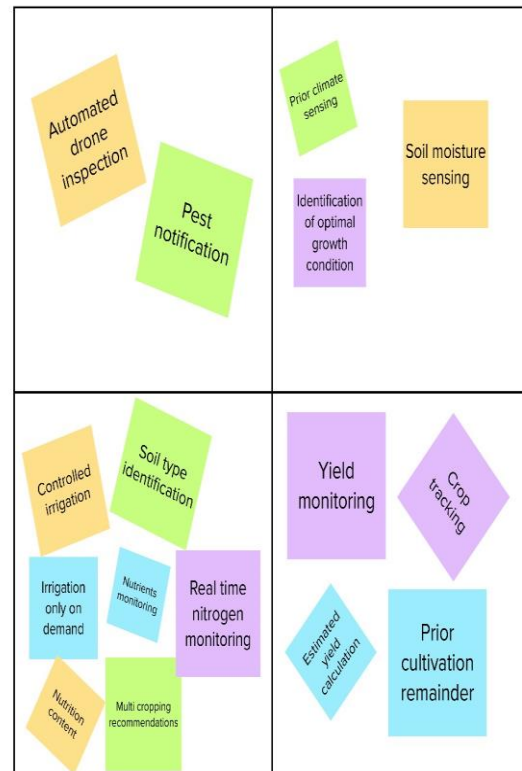 Automated
drone
inspection
Pest
notification
Prior climate
sensing
Soil moisture
sensing
Identification
of optimal
growth
condition
Controlled
irrigation
Soil type
identification
Irrigation
only on
demand
Nutrients
monitoring
Real time
nitrogen
monitoring
Nutrition
content
Multi cropping
recommendations
Yield
monitoring
Crop
tracking
Estimated
yield
calculation
Prior
cultivation
remainder